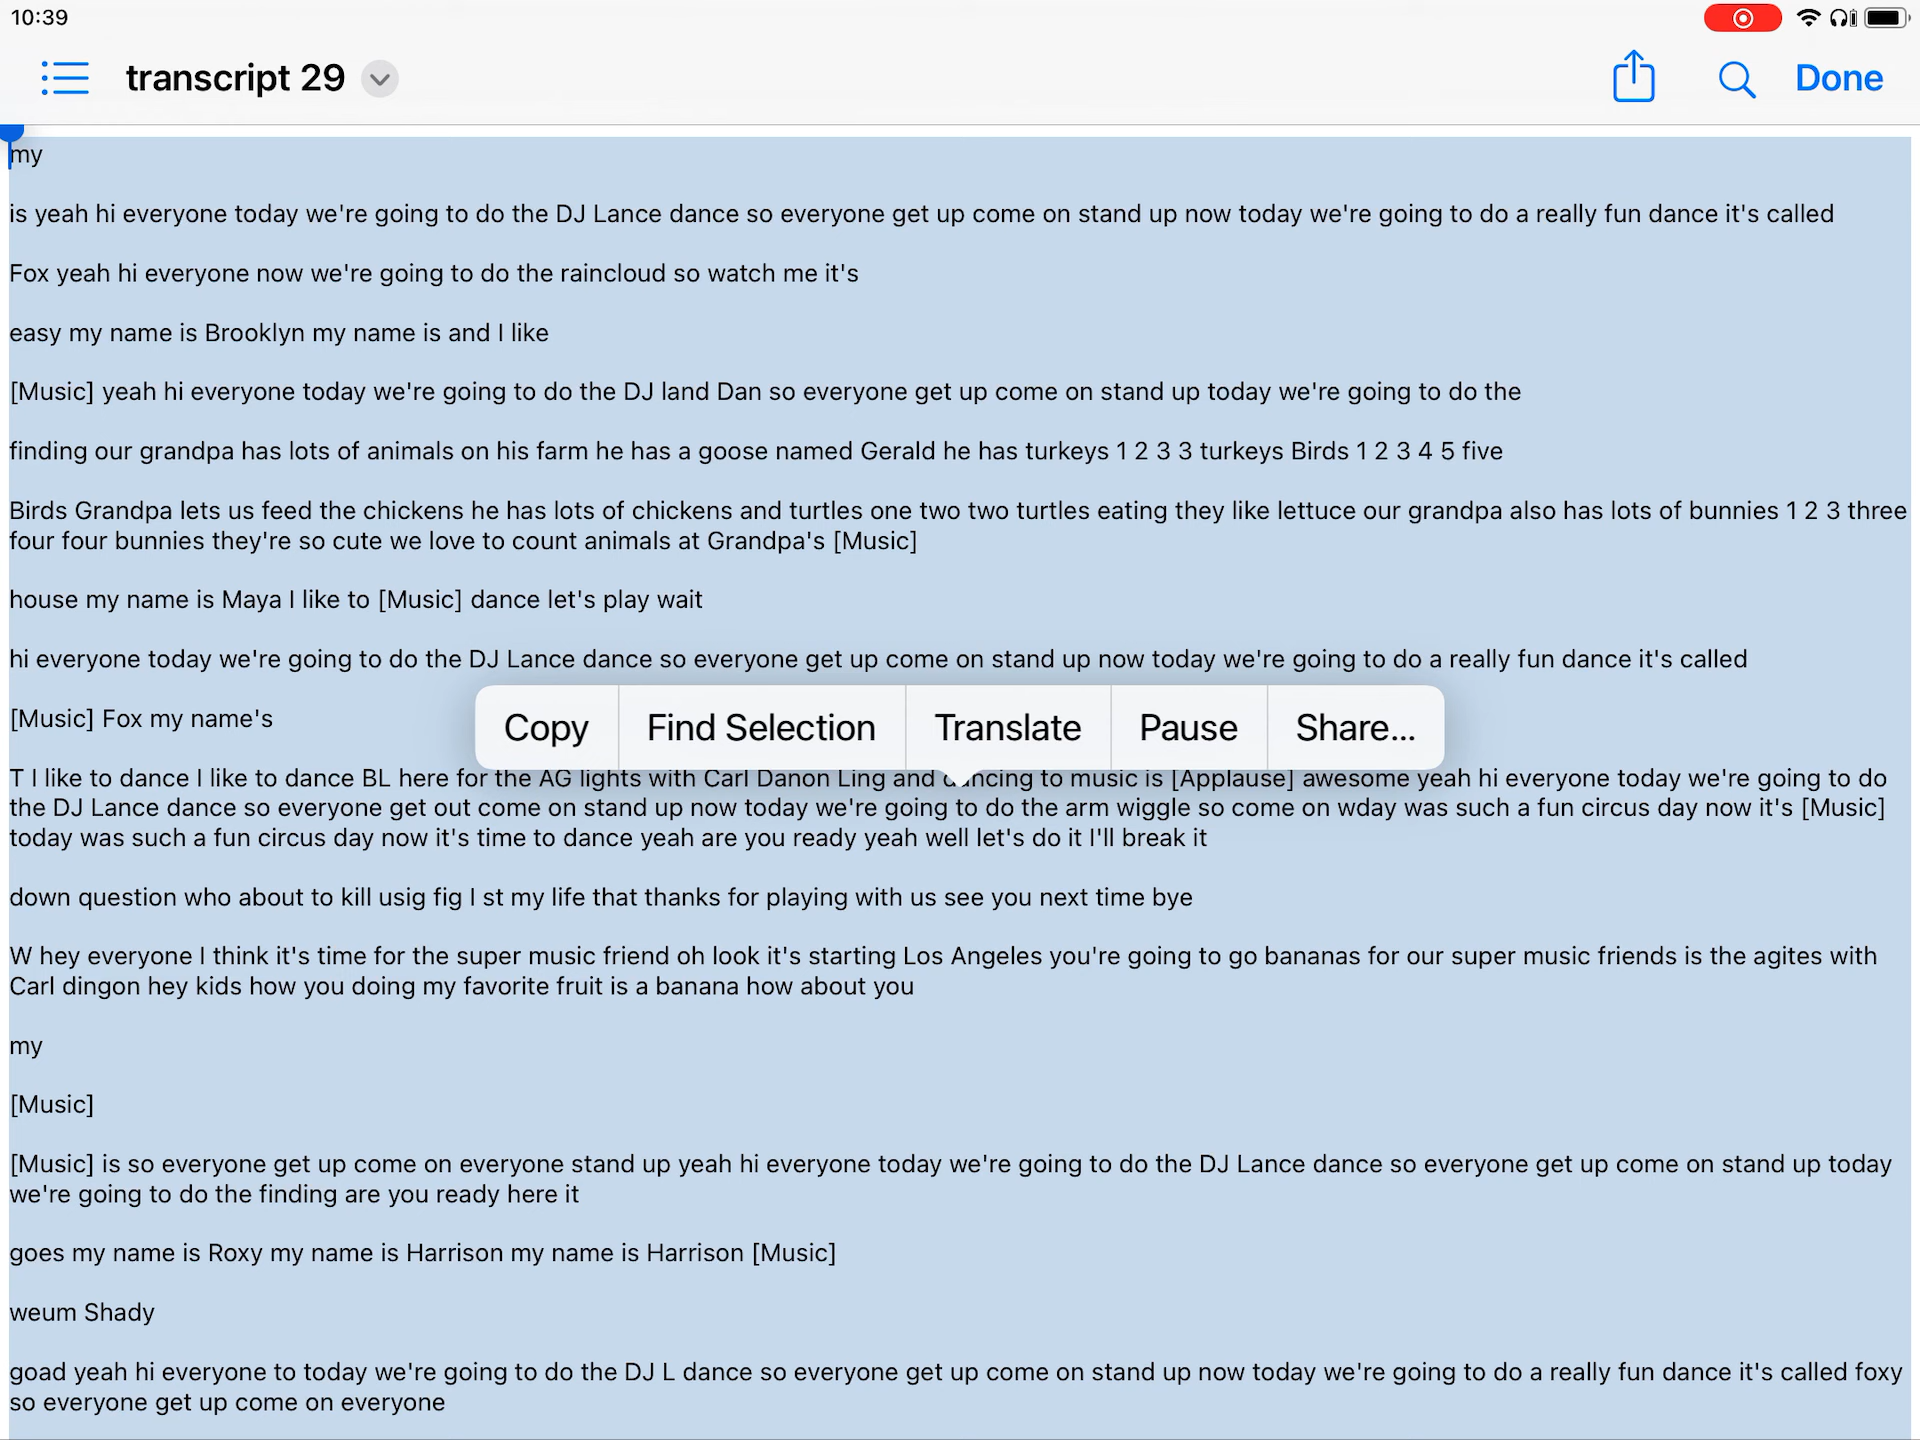 10:39
transcript 29
Done
my
is yeah hi everyone today we're going to do the DJ Lance dance so everyone get up come on stand up now today we're going to do a really fun dance it's called
Fox yeah hi everyone now we're going to do the raincloud so watch me it's
easy my name is Brooklyn my name is and I like
[Music] yeah hi everyone today we're going to do the DJ land Dan so everyone get up come on stand up today we're going to do the
finding our grandpa has lots of animals on his farm he has a goose named Gerald he has turkeys 1 2 3 3 turkeys Birds 1 2 3 4 5 five
Birds Grandpa lets us feed the chickens he has lots of chickens and turtles one two two turtles eating they like lettuce our grandpa also has lots of bunnies 1 2 3 three
four four bunnies they're so cute we love to count animals at Grandpa's [Music]
house my name is Maya I like to [Music] dance let's play wait
hi everyone today we're going to do the DJ Lance dance so everyone get up come on stand up now today we're going to do a really fun dance it's called
[Music] Fox my name's
Copy Find Selection Translate Pause Share...
T I like to dance I like to dance BL here for the AG lights with Carl Danon Ling and dancing to music is [Applause] awesome yeah hi everyone today we're going to do
the DJ Lance dance so everyone get out come on stand up now today we're going to do the arm wiggle so come on wday was such a fun circus day now it's [Music]
today was such a fun circus day now it's time to dance yeah are you ready yeah well let's do it I'll break it
down question who about to kill usig fig I st my life that thanks for playing with us see you next time bye
W hey everyone I think it's time for the super music friend oh look it's starting Los Angeles you're going to go bananas for our super music friends is the agites with
Carl dingon hey kids how you doing my favorite fruit is a banana how about you
my
[Music]
[Music] is so everyone get up come on everyone stand up yeah hi everyone today we're going to do the DJ Lance dance so everyone get up come on stand up today
we're going to do the finding are you ready here it
goes my name is Roxy my name is Harrison my name is Harrison [Music]
weum Shady
goad yeah hi everyone to today we're going to do the DJ L dance so everyone get up come on stand up now today we're going to do a really fun dance it's called foxy
so everyone get up come on everyone